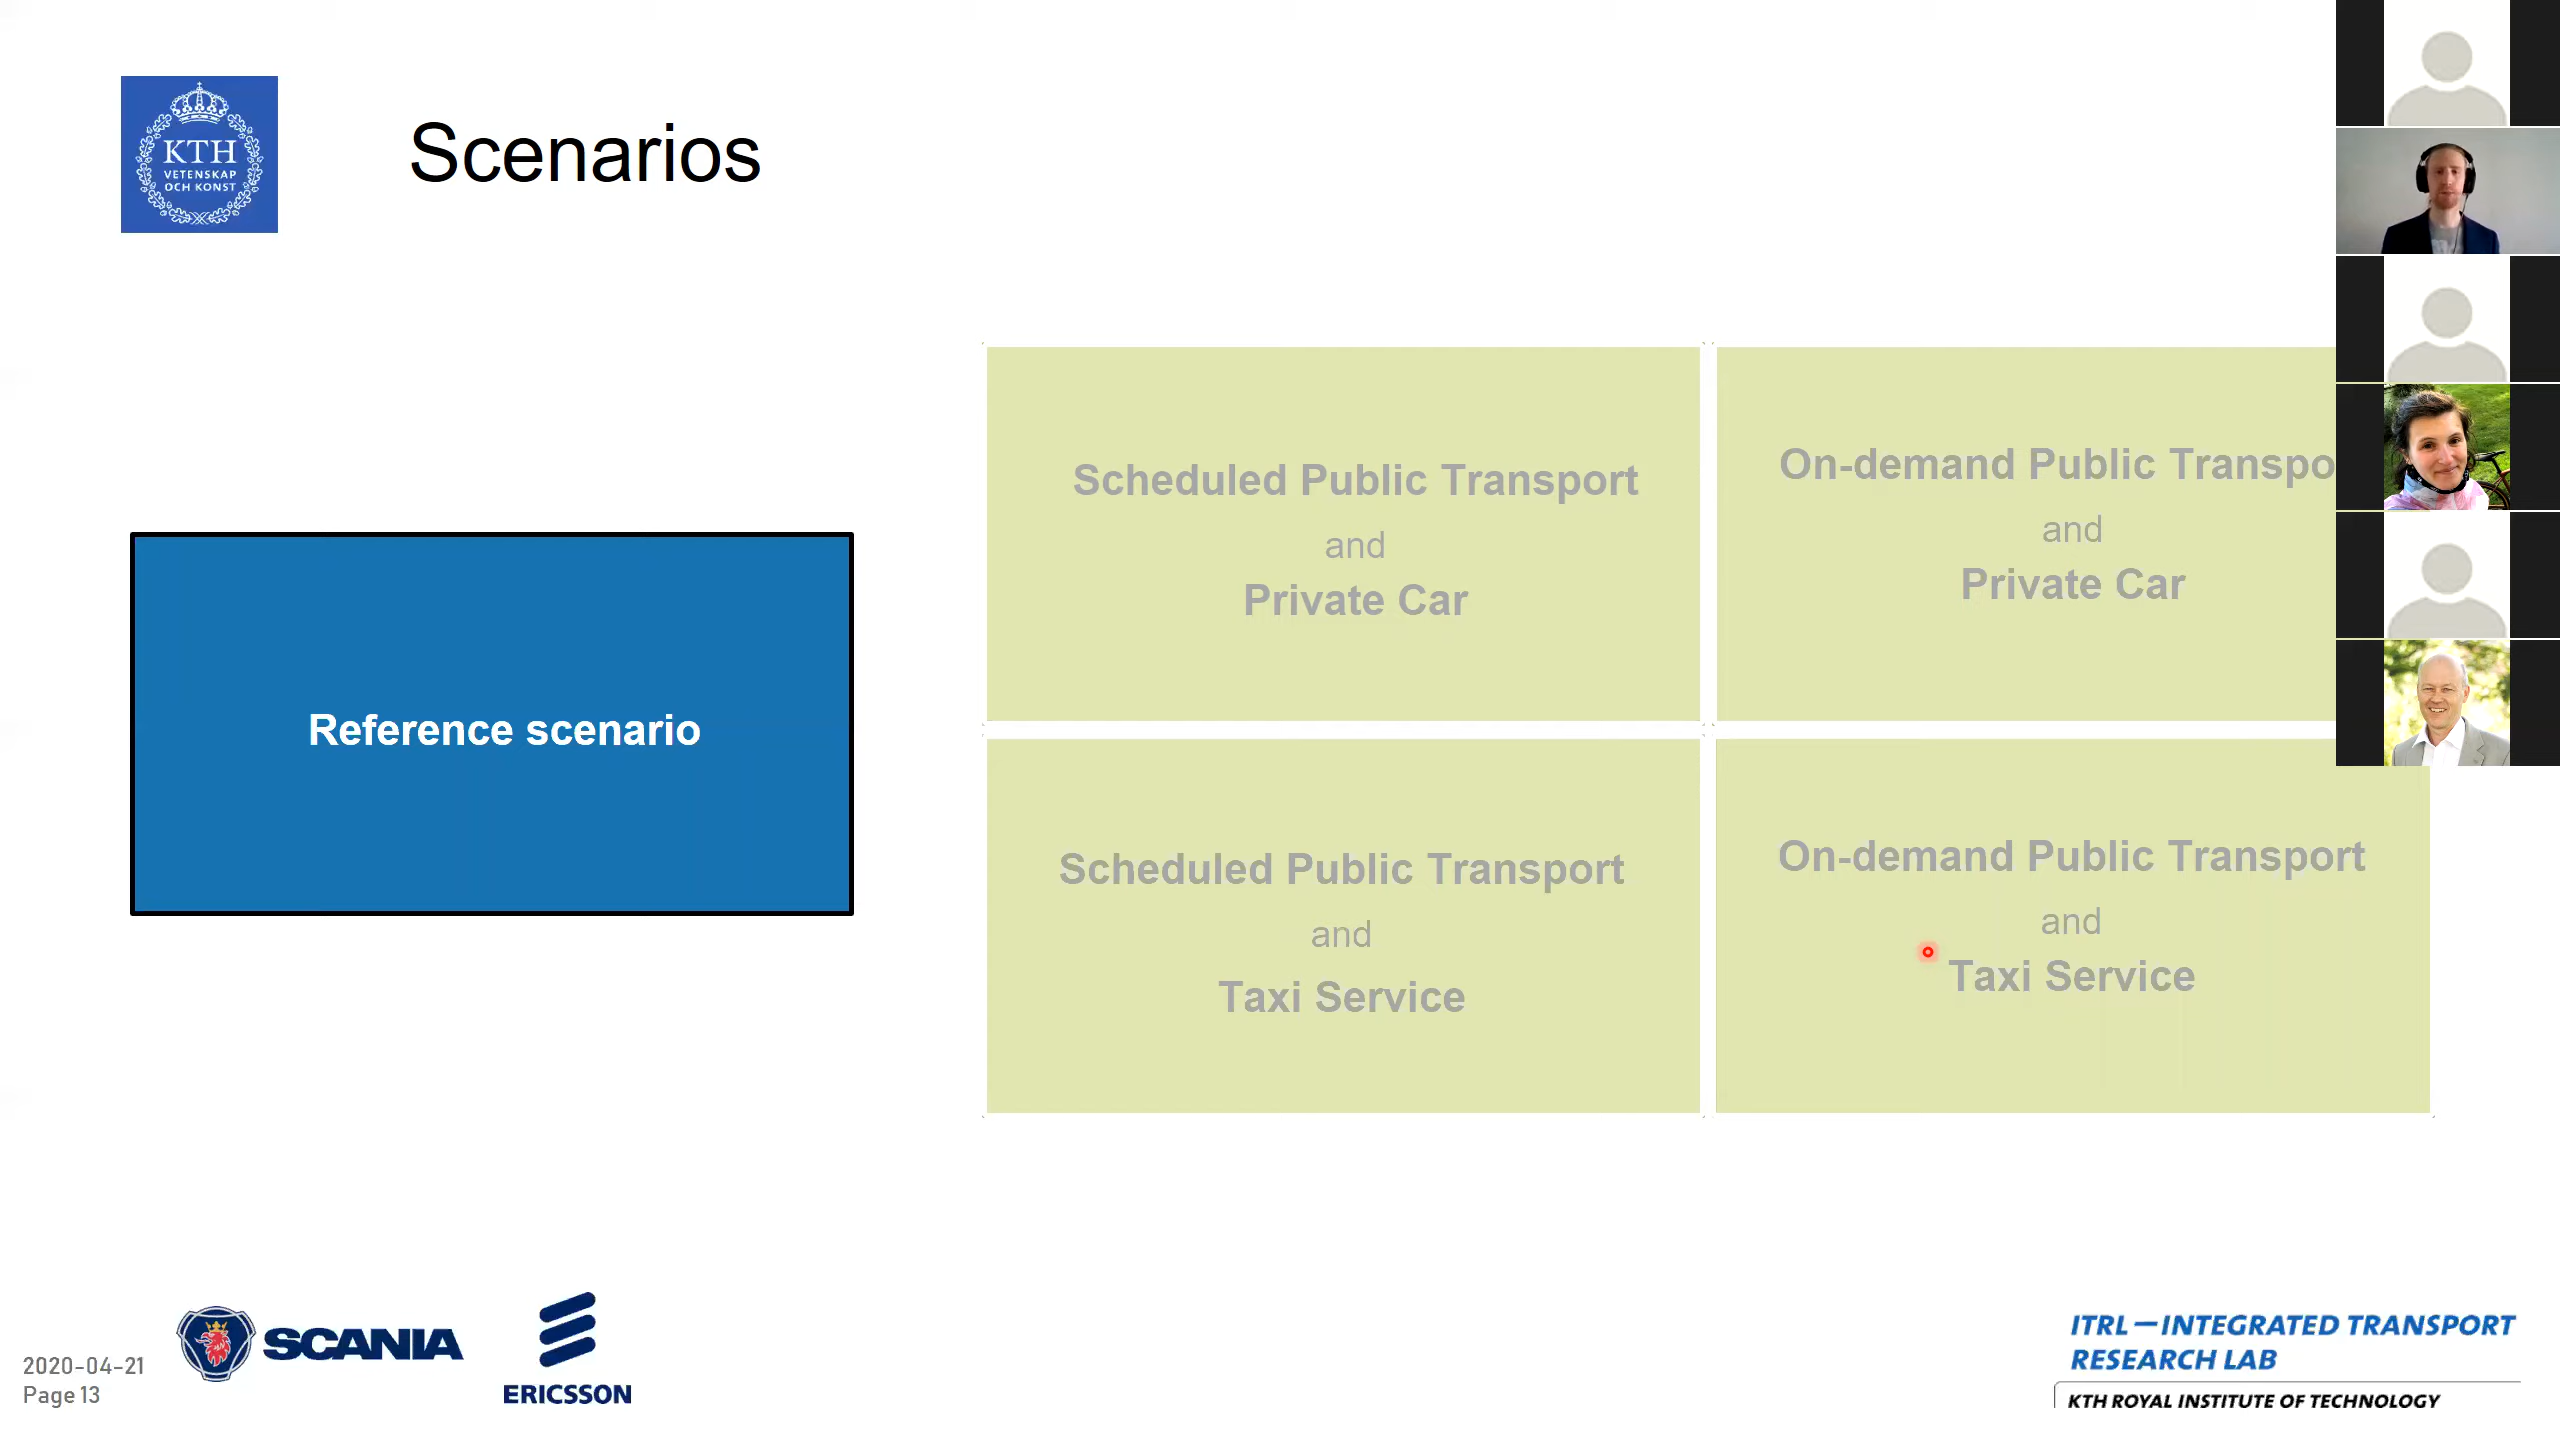 KTH
VETENSKAP
OCH KONST
Scenarios
Reference scenario
Scheduled Public Transport
and
Private Car
On-demand Public Transpo
and
Private Car
Scheduled Public Transport
and
Taxi Service
On-demand Public Transport
and
Taxi Service
2020-04-21
Page 13
SCANIA
ERICSSON
ITRL – INTEGRATED TRANSPORT
RESEARCH LAB
KTH ROYAL INSTITUTE OF TECHNOLOGY